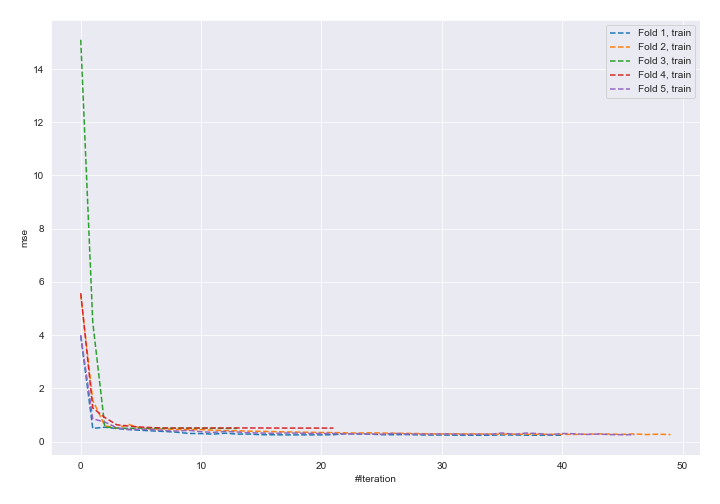 Fold 1, train
Fold 2, train
Fold 3, train
Fold 4, train
Fold 5, train
14
12
10
8
6
4
2
0
mse
0 10 20 30 40 50
#Iteration